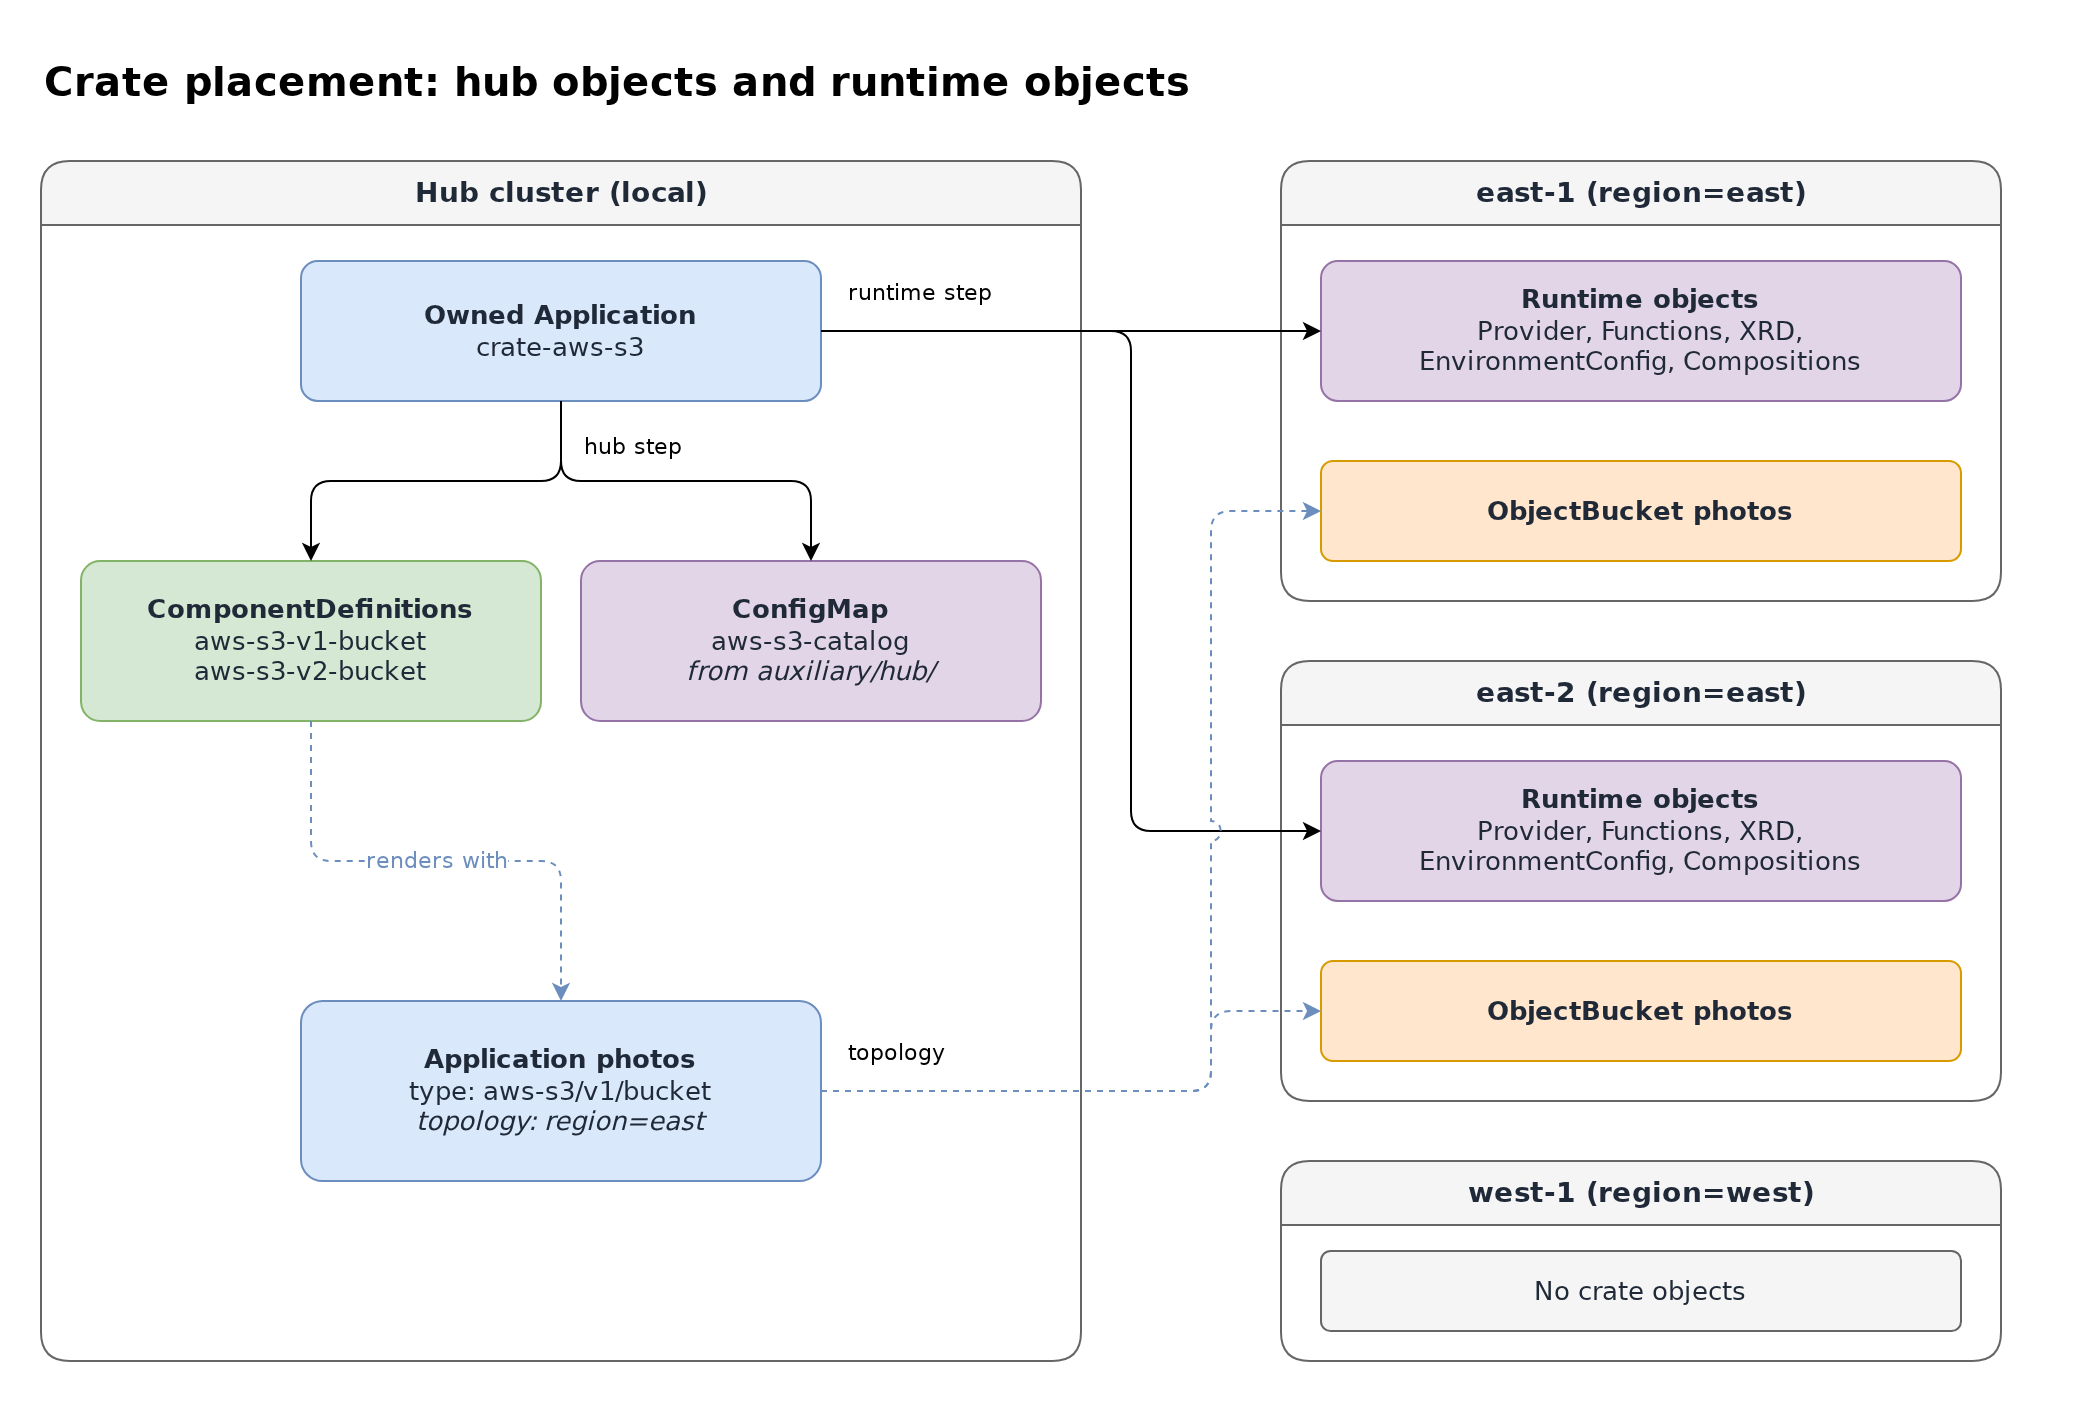 Crate placement: hub objects and runtime objects
Hub cluster (local)
Owned Application
crate-aws-s3
runtime step
hub step
ComponentDefinitions
aws-s3-v1-bucket
aws-s3-v2-bucket
ConfigMap
aws-s3-catalog
from auxiliary/hub/
renders with
Application photos
type: aws-s3/v1/bucket
topology: region=east
topology
east-1 (region=east)
Runtime objects
Provider, Functions, XRD,
EnvironmentConfig, Compositions
ObjectBucket photos
east-2 (region=east)
Runtime objects
Provider, Functions, XRD,
EnvironmentConfig, Compositions
ObjectBucket photos
west-1 (region=west)
No crate objects